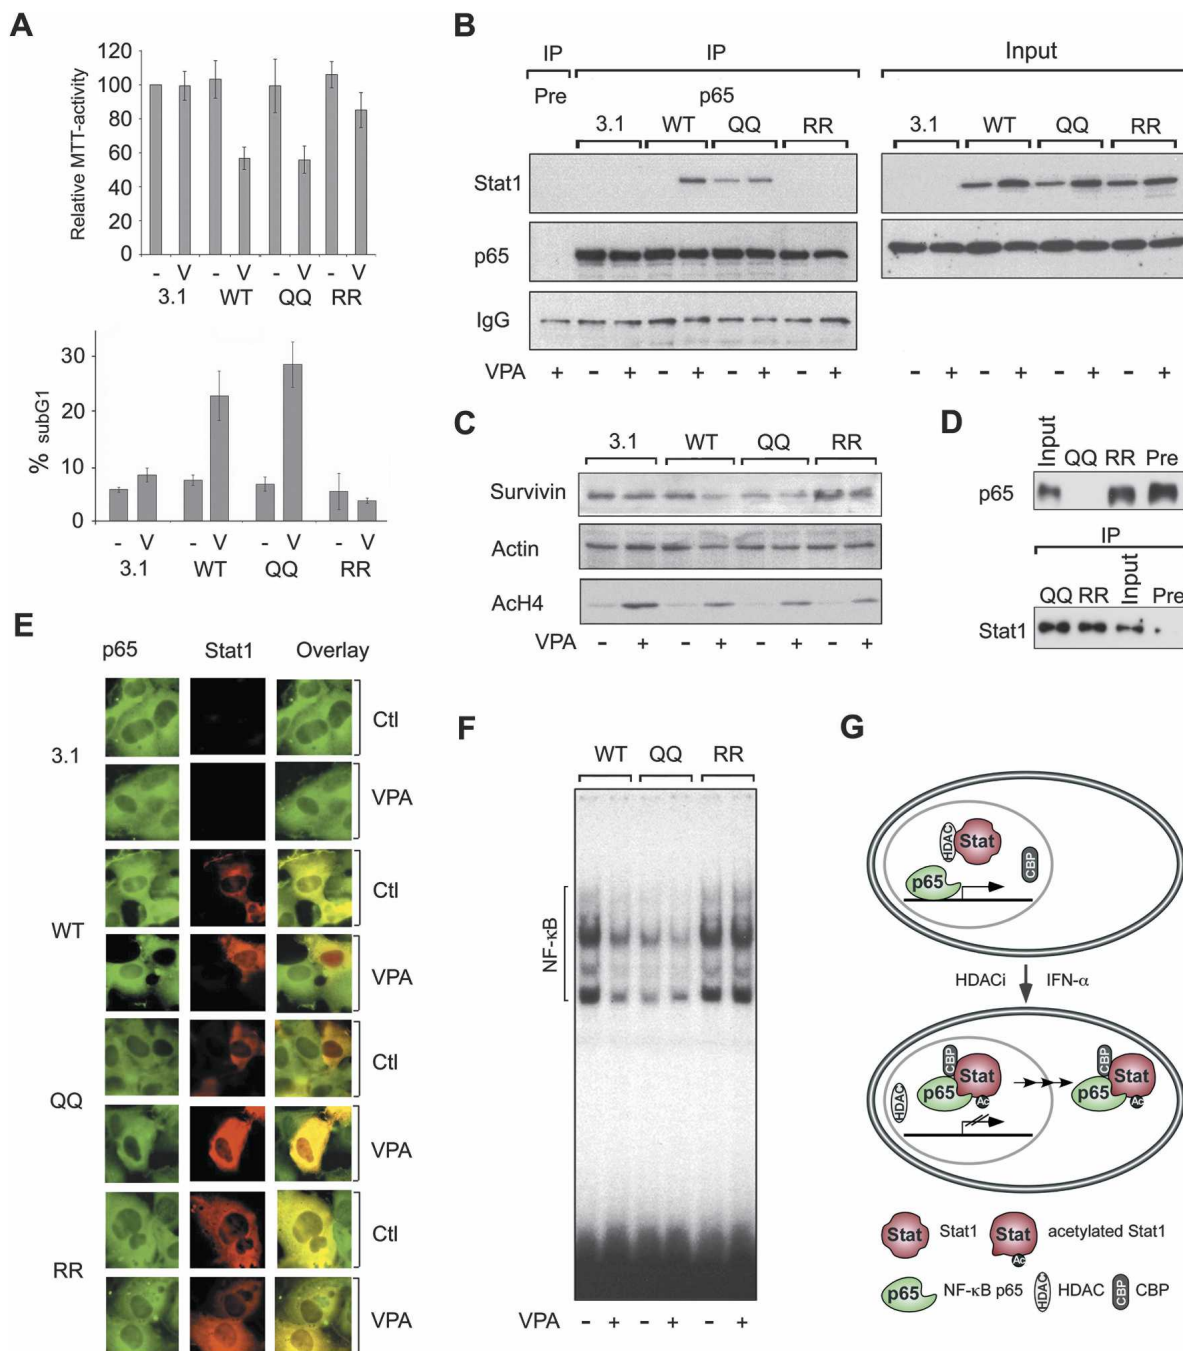 A
Relative MTT-activity
120
100
80
60
40
20
0
- V - V - V - V
3.1 WT QQ RR
% subG1
30
20
10
0
- V - V - V - V
3.1 WT QQ RR
B
IP IP Input
Pre p65
3.1 WT QQ RR 3.1 WT QQ RR
Stat1
p65
IgG
VPA + - + - + - + - + - + - + - + - +
C
3.1 WT QQ RR
Survivin
Actin
AcH4
VPA - + - + - + - +
D
Input QQ RR Pre
p65
IP
QQ RR Input Pre
Stat1
E
p65 Stat1 Overlay
Ctl
3.1
VPA
Ctl
WT
VPA
Ctl
QQ
VPA
Ctl
RR
VPA
F
WT QQ RR
NF-κB
VPA - + - + - +
G
HDAC Stat
CBP
p65
HDACi IFN-α
CBP Stat CBP Stat
HDAC p65 Ac p65 Ac
Stat Stat1 Stat Ac acetylated Stat1
p65 NF-κB p65 HDAC HDAC CBP CBP